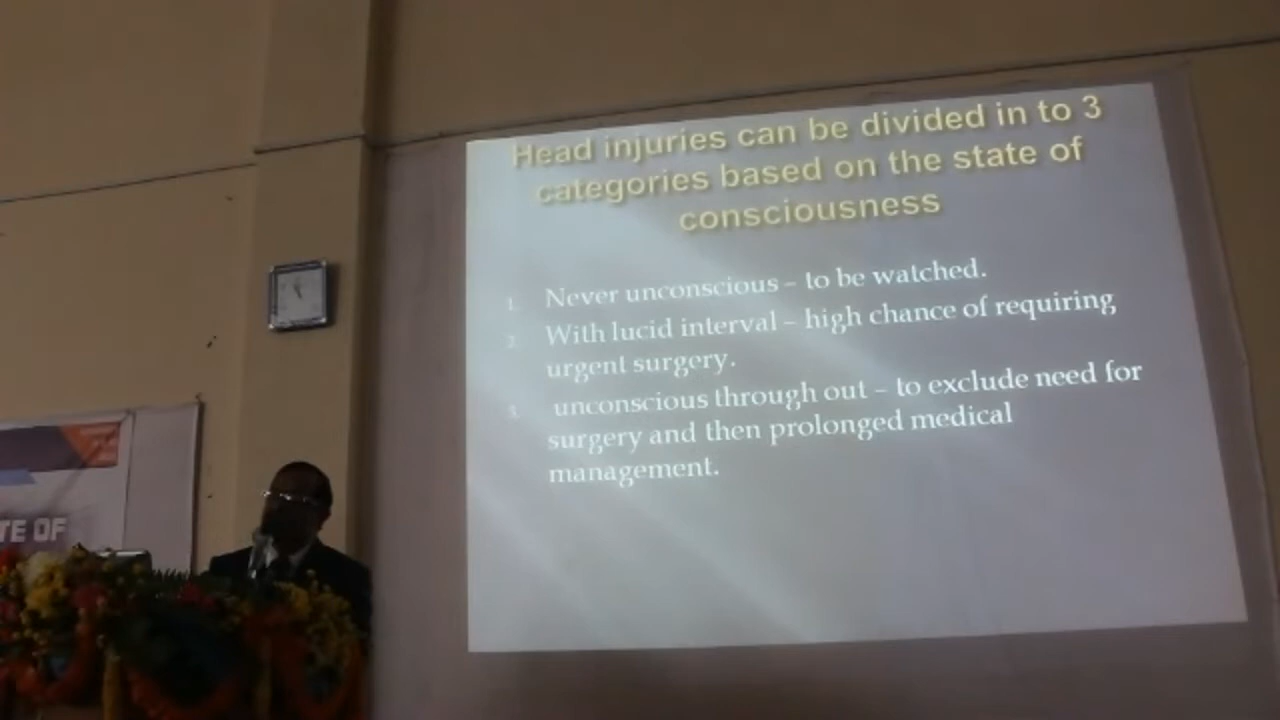 Head injuries can be divided in to 3
categories based on the state of
consciousness
1. Never unconscious – to be watched.
2. With lucid interval – high chance of requiring
urgent surgery.
3. unconscious through out – to exclude need for
surgery and then prolonged medical
management.
TE OF